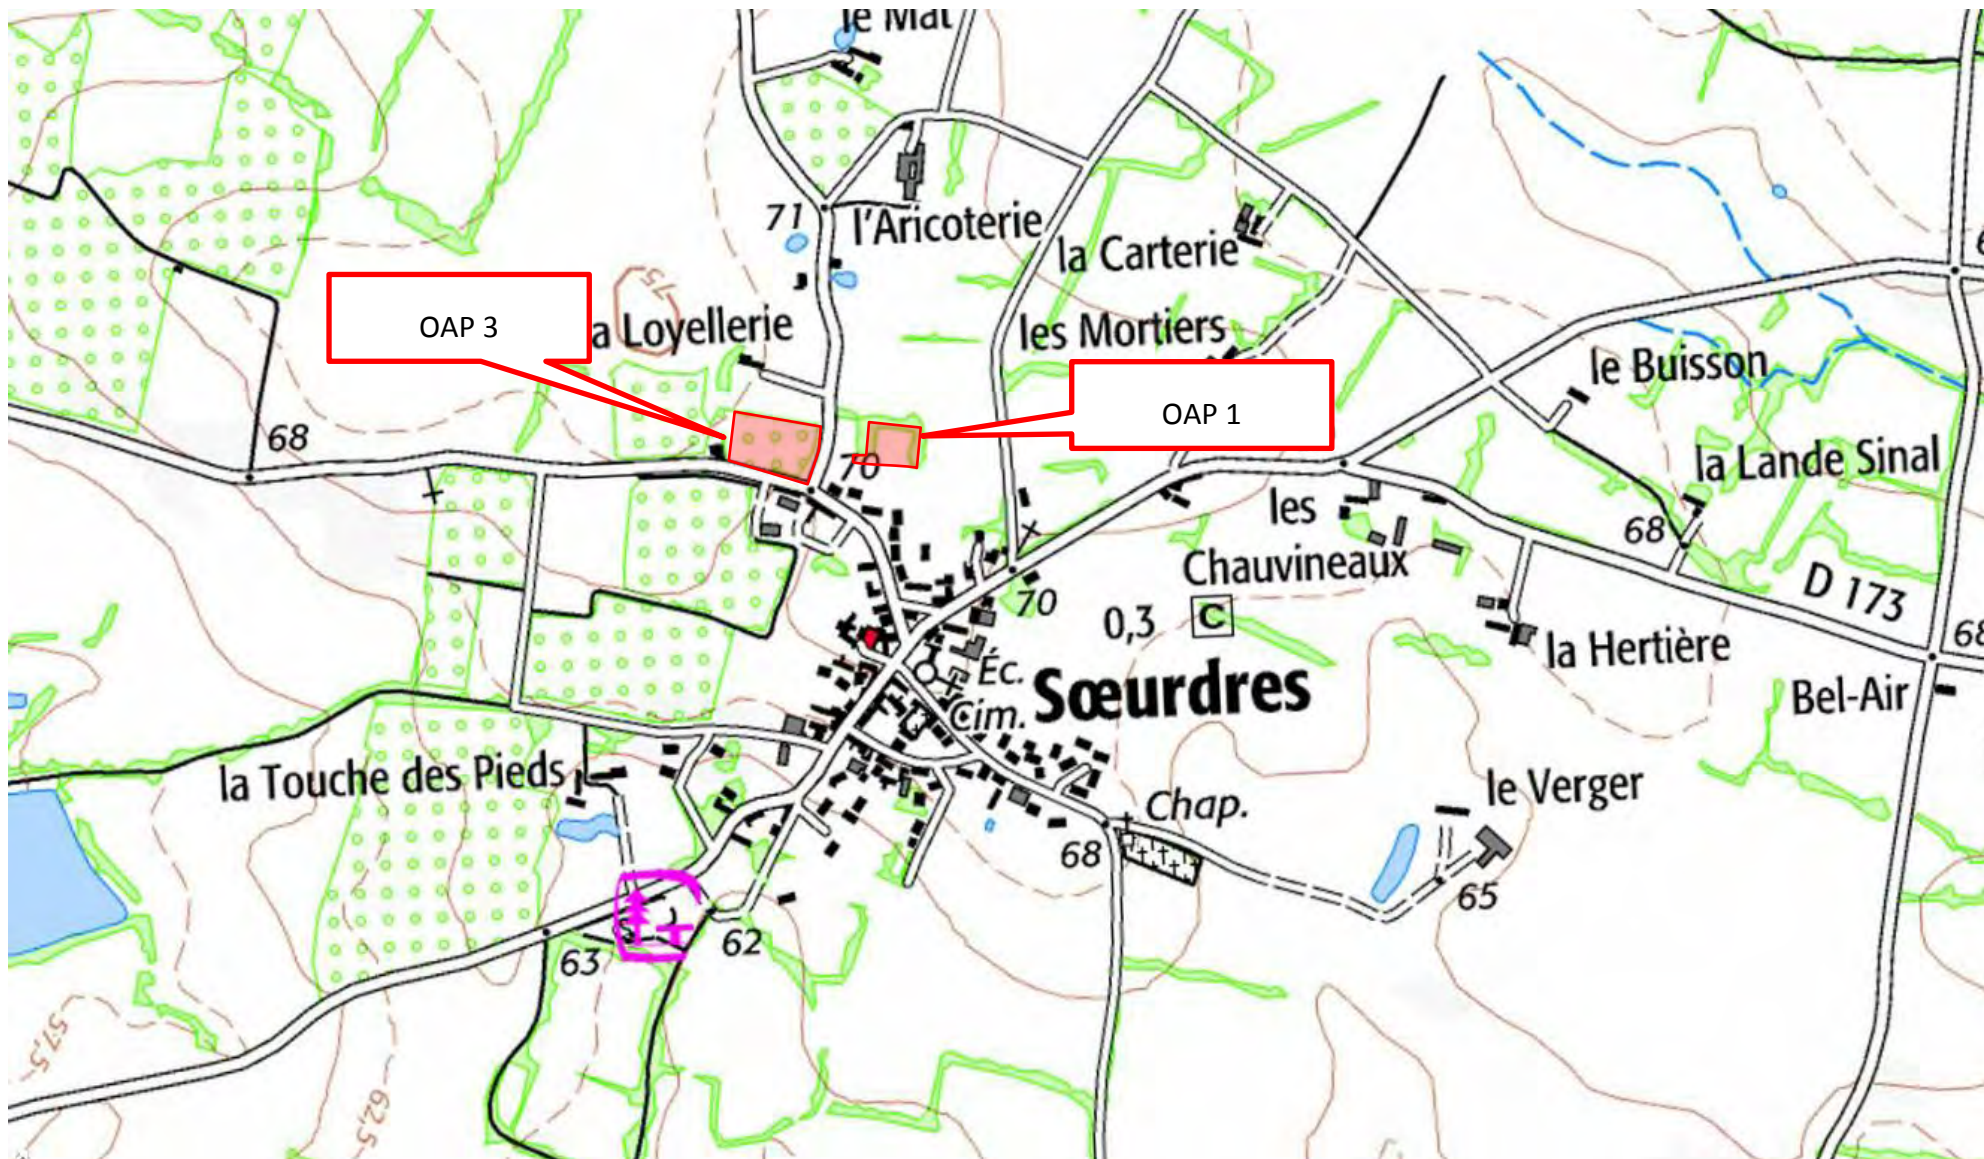 le Mat
71
l'Aricoterie
la Carterie
OAP 3
75
a Loyellerie
les Mortiers
le Buisson
OAP 1
68
70
la Lande Sinal
les
Chauvineaux
68
D 173
70
0,3
C
la Hertière
68
Éc.
Sœurdres
Cim.
Bel-Air
la Touche des Pieds
le Verger
Chap.
68
65
62
63
57,5
62,5